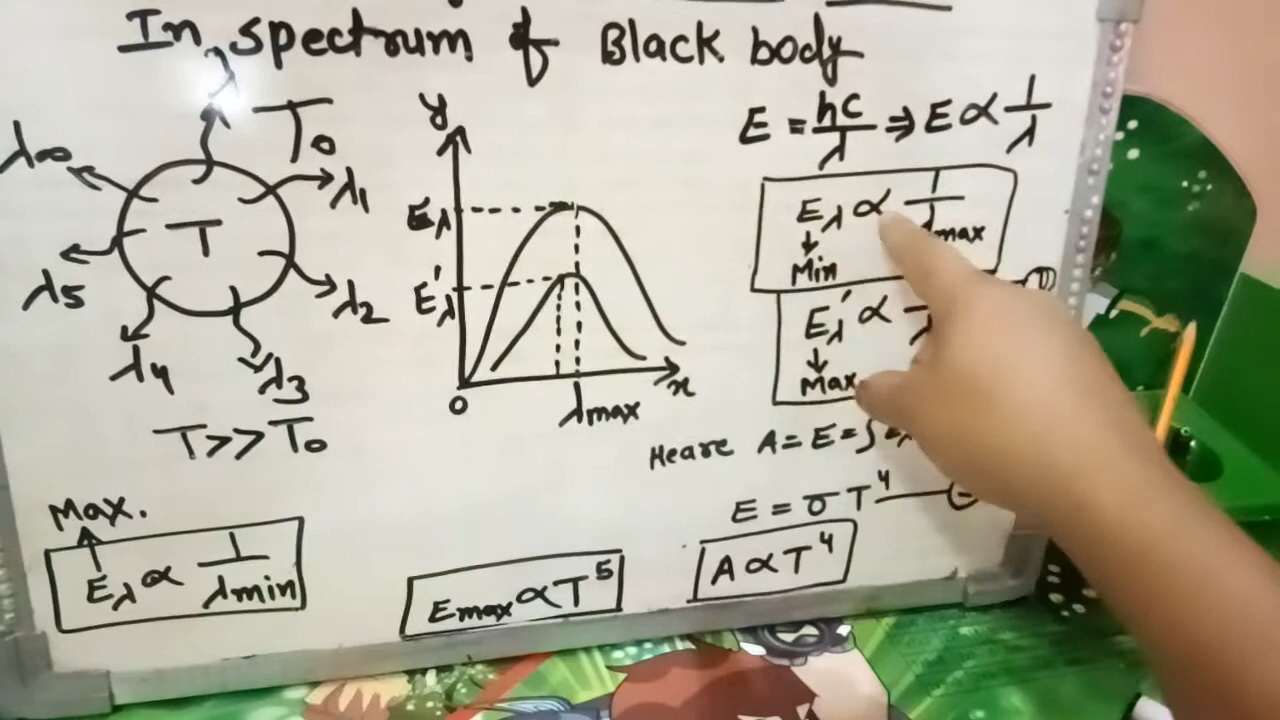 In spectrum of Black body
λ
T₀
λ∞
λ1
T
λ5
λ2
λ4
λ3
T>>T₀
y
Eλ
E'λ
0
λmax
x
E = hc/λ ⇒ E ∝ 1/λ
Eλ ∝ 1/λmax
↓
Min
E'λ ∝
↓
Max
Heare A = E = ∫
E = σT⁴
Max.
Eλ ∝ 1/λmin
Emax ∝ T⁵
A ∝ T⁴